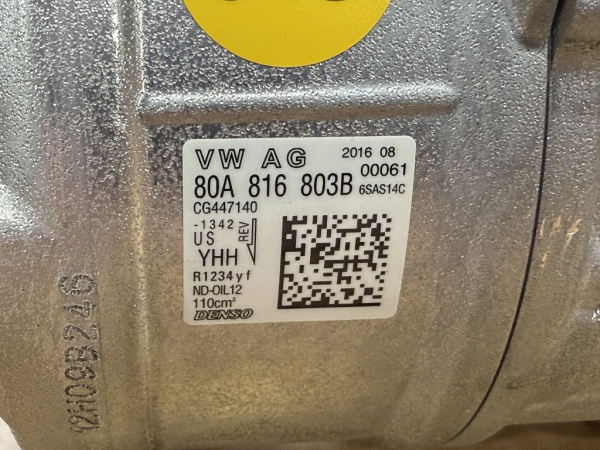 VW AG 2016 08
00061
80A 816 803B 6SAS14C
CG447140
-1342-
US REV
YHH
R1234yf
ND-OIL12
110cm³
DENSO
12H09B246